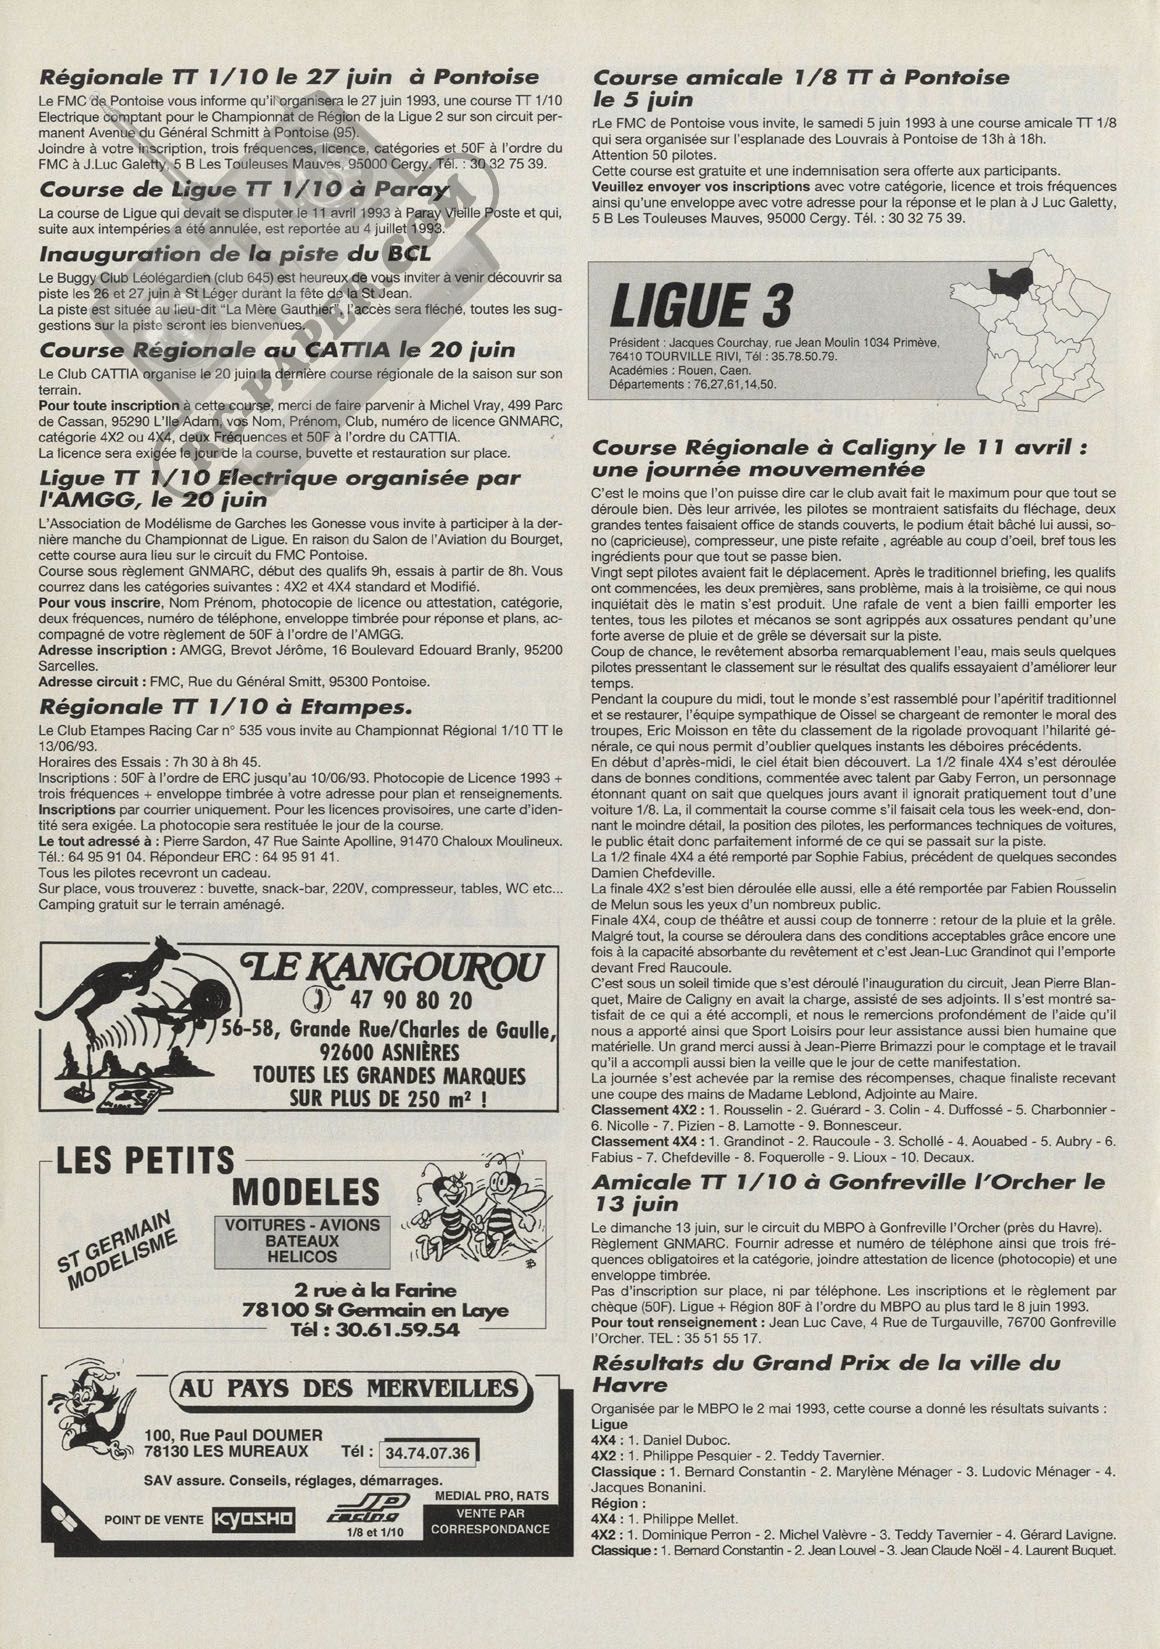 Régionale TT 1/10 le 27 juin à Pontoise
Le FMC de Pontoise vous informe qu'il organisera le 27 juin 1993, une course TT 1/10
Electrique comptant pour le Championnat de Région de la Ligue 2 sur son circuit per-
manent Avenue du Général Schmitt à Pontoise (95).
Joindre à votre inscription, trois fréquences, licence, catégories et 50F à l'ordre du
FMC à J.Luc Galetty, 5 B Les Touleuses Mauves, 95000 Cergy. Tél. : 30 32 75 39.
Course de Ligue TT 1/10 à Paray
La course de Ligue qui devait se disputer le 11 avril 1993 à Paray Vieille Poste et qui,
suite aux intempéries a été annulée, est reportée au 4 juillet 1993.
Inauguration de la piste du BCL
Le Buggy Club Léolégardien (club 645) est heureux de vous inviter à venir découvrir sa
piste les 26 et 27 juin à St Léger durant la fête de la St Jean.
La piste est située au lieu-dit "La Mère Gauthier", l'accès sera fléché, toutes les sug-
gestions sur la piste seront les bienvenues.
Course Régionale au CATTIA le 20 juin
Le Club CATTIA organise le 20 juin la dernière course régionale de la saison sur son
terrain.
Pour toute inscription à cette course, merci de faire parvenir à Michel Vray, 499 Parc
de Cassan, 95290 L'Ile Adam, vos Nom, Prénom, Club, numéro de licence GNMARC,
catégorie 4X2 ou 4X4, deux Fréquences et 50F à l'ordre du CATTIA.
La licence sera exigée le jour de la course, buvette et restauration sur place.
Ligue TT 1/10 Electrique organisée par
l'AMGG, le 20 juin
L'Association de Modélisme de Garches les Gonesse vous invite à participer à la der-
nière manche du Championnat de Ligue. En raison du Salon de l'Aviation du Bourget,
cette course aura lieu sur le circuit du FMC Pontoise.
Course sous règlement GNMARC, début des qualifs 9h, essais à partir de 8h. Vous
courrez dans les catégories suivantes : 4X2 et 4X4 standard et Modifié.
Pour vous inscrire, Nom Prénom, photocopie de licence ou attestation, catégorie,
deux fréquences, numéro de téléphone, enveloppe timbrée pour réponse et plans, ac-
compagné de votre règlement de 50F à l'ordre de l'AMGG.
Adresse inscription : AMGG, Brevot Jérôme, 16 Boulevard Edouard Branly, 95200
Sarcelles.
Adresse circuit : FMC, Rue du Général Smitt, 95300 Pontoise.
Régionale TT 1/10 à Etampes.
Le Club Etampes Racing Car n° 535 vous invite au Championnat Régional 1/10 TT le
13/06/93.
Horaires des Essais : 7h 30 à 8h 45.
Inscriptions : 50F à l'ordre de ERC jusqu'au 10/06/93. Photocopie de Licence 1993 +
trois fréquences + enveloppe timbrée à votre adresse pour plan et renseignements.
Inscriptions par courrier uniquement. Pour les licences provisoires, une carte d'iden-
tité sera exigée. La photocopie sera restituée le jour de la course.
Le tout adressé à : Pierre Sardon, 47 Rue Sainte Apolline, 91470 Chaloux Moulineux.
Tél.: 64 95 91 04. Répondeur ERC : 64 95 91 41.
Tous les pilotes recevront un cadeau.
Sur place, vous trouverez : buvette, snack-bar, 220V, compresseur, tables, WC etc...
Camping gratuit sur le terrain aménagé.
LE KANGOUROU
47 90 80 20
56-58, Grande Rue/Charles de Gaulle,
92600 ASNIÈRES
TOUTES LES GRANDES MARQUES
SUR PLUS DE 250 m² !
LES PETITS
MODELES
ST GERMAIN
MODELISME
VOITURES - AVIONS
BATEAUX
HELICOS
2 rue à la Farine
78100 St Germain en Laye
Tél : 30.61.59.54
AU PAYS DES MERVEILLES
100, Rue Paul DOUMER
78130 LES MUREAUX Tél : 34.74.07.36
SAV assure. Conseils, réglages, démarrages.
POINT DE VENTE KYOSHO
JP racing
1/8 et 1/10
MEDIAL PRO, RATS
VENTE PAR
CORRESPONDANCE
Course amicale 1/8 TT à Pontoise
le 5 juin
rLe FMC de Pontoise vous invite, le samedi 5 juin 1993 à une course amicale TT 1/8
qui sera organisée sur l'esplanade des Louvrais à Pontoise de 13h à 18h.
Attention 50 pilotes.
Cette course est gratuite et une indemnisation sera offerte aux participants.
Veuillez envoyer vos inscriptions avec votre catégorie, licence et trois fréquences
ainsi qu'une enveloppe avec votre adresse pour la réponse et le plan à J Luc Galetty,
5 B Les Touleuses Mauves, 95000 Cergy. Tél. : 30 32 75 39.
LIGUE 3
Président : Jacques Courchay, rue Jean Moulin 1034 Primève,
76410 TOURVILLE RIVI, Tél : 35.78.50.79.
Académies : Rouen, Caen.
Départements : 76,27,61,14,50.
Course Régionale à Caligny le 11 avril :
une journée mouvementée
C'est le moins que l'on puisse dire car le club avait fait le maximum pour que tout se
déroule bien. Dès leur arrivée, les pilotes se montraient satisfaits du fléchage, deux
grandes tentes faisaient office de stands couverts, le podium était bâché lui aussi, so-
no (capricieuse), compresseur, une piste refaite , agréable au coup d'oeil, bref tous les
ingrédients pour que tout se passe bien.
Vingt sept pilotes avaient fait le déplacement. Après le traditionnel briefing, les qualifs
ont commencées, les deux premières, sans problème, mais à la troisième, ce qui nous
inquiétait dès le matin s'est produit. Une rafale de vent a bien failli emporter les
tentes, tous les pilotes et mécanos se sont agrippés aux ossatures pendant qu'une
forte averse de pluie et de grêle se déversait sur la piste.
Coup de chance, le revêtement absorba remarquablement l'eau, mais seuls quelques
pilotes pressentant le classement sur le résultat des qualifs essayaient d'améliorer leur
temps.
Pendant la coupure du midi, tout le monde s'est rassemblé pour l'apéritif traditionnel
et se restaurer, l'équipe sympathique de Oissel se chargeant de remonter le moral des
troupes, Eric Moisson en tête du classement de la rigolade provoquant l'hilarité gé-
nérale, ce qui nous permit d'oublier quelques instants les déboires précédents.
En début d'après-midi, le ciel était bien découvert. La 1/2 finale 4X4 s'est déroulée
dans de bonnes conditions, commentée avec talent par Gaby Ferron, un personnage
étonnant quant on sait que quelques jours avant il ignorait pratiquement tout d'une
voiture 1/8. La, il commentait la course comme s'il faisait cela tous les week-end, don-
nant le moindre détail, la position des pilotes, les performances techniques de voitures,
le public était donc parfaitement informé de ce qui se passait sur la piste.
La 1/2 finale 4X4 a été remporté par Sophie Fabius, précédent de quelques secondes
Damien Chefdeville.
La finale 4X2 s'est bien déroulée elle aussi, elle a été remportée par Fabien Rousselin
de Melun sous les yeux d'un nombreux public.
Finale 4X4, coup de théâtre et aussi coup de tonnerre : retour de la pluie et la grêle.
Malgré tout, la course se déroulera dans des conditions acceptables grâce encore une
fois à la capacité absorbante du revêtement et c'est Jean-Luc Grandinot qui l'emporte
devant Fred Raucoule.
C'est sous un soleil timide que s'est déroulé l'inauguration du circuit, Jean Pierre Blan-
quet, Maire de Caligny en avait la charge, assisté de ses adjoints. Il s'est montré sa-
tisfait de ce qui a été accompli, et nous le remercions profondément de l'aide qu'il
nous a apporté ainsi que Sport Loisirs pour leur assistance aussi bien humaine que
matérielle. Un grand merci aussi à Jean-Pierre Brimazzi pour le comptage et le travail
qu'il a accompli aussi bien la veille que le jour de cette manifestation.
La journée s'est achevée par la remise des récompenses, chaque finaliste recevant
une coupe des mains de Madame Leblond, Adjointe au Maire.
Classement 4X2 : 1. Rousselin - 2. Guérard - 3. Colin - 4. Duffossé - 5. Charbonnier -
6. Nicolle - 7. Pizien - 8. Lamotte - 9. Bonnesceur.
Classement 4X4 : 1. Grandinot - 2. Raucoule - 3. Schollé - 4. Aouabed - 5. Aubry - 6.
Fabius - 7. Chefdeville - 8. Foquerolle - 9. Lioux - 10. Decaux.
Amicale TT 1/10 à Gonfreville l'Orcher le
13 juin
Le dimanche 13 juin, sur le circuit du MBPO à Gonfreville l'Orcher (près du Havre).
Règlement GNMARC. Fournir adresse et numéro de téléphone ainsi que trois fré-
quences obligatoires et la catégorie, joindre attestation de licence (photocopie) et une
enveloppe timbrée.
Pas d'inscription sur place, ni par téléphone. Les inscriptions et le règlement par
chèque (50F). Ligue + Région 80F à l'ordre du MBPO au plus tard le 8 juin 1993.
Pour tout renseignement : Jean Luc Cave, 4 Rue de Turgauville, 76700 Gonfreville
l'Orcher. TEL : 35 51 55 17.
Résultats du Grand Prix de la ville du
Havre
Organisée par le MBPO le 2 mai 1993, cette course a donné les résultats suivants :
Ligue
4X4 : 1. Daniel Duboc.
4X2 : 1. Philippe Pesquier - 2. Teddy Tavernier.
Classique : 1. Bernard Constantin - 2. Marylène Ménager - 3. Ludovic Ménager - 4.
Jacques Bonanini.
Région :
4X4 : 1. Philippe Mellet.
4X2 : 1. Dominique Perron - 2. Michel Valèvre - 3. Teddy Tavernier - 4. Gérard Lavigne.
Classique : 1. Bernard Constantin - 2. Jean Louvel - 3. Jean Claude Noël - 4. Laurent Buquet.
RC-PAPER.COM